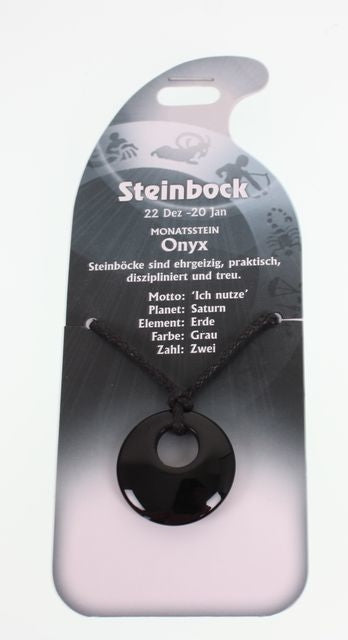 Steinbock
22 Dez -20 Jan
MONATSSTEIN
Onyx
Steinböcke sind ehrgeizig, praktisch,
diszipliniert und treu.
Motto: 'Ich nutze'
Planet: Saturn
Element: Erde
Farbe: Grau
Zahl: Zwei